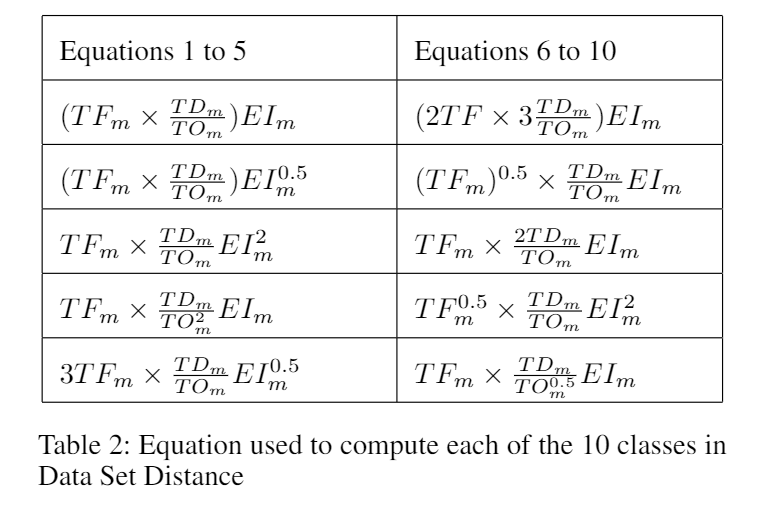 Equations 1 to 5 Equations 6 to 10
$(TF_m \times \frac{TD_m}{TO_m})EI_m$ $(2TF \times 3\frac{TD_m}{TO_m})EI_m$
$(TF_m \times \frac{TD_m}{TO_m})EI_m^{0.5}$ $(TF_m)^{0.5} \times \frac{TD_m}{TO_m}EI_m$
$TF_m \times \frac{TD_m}{TO_m}EI_m^2$ $TF_m \times \frac{2TD_m}{TO_m}EI_m$
$TF_m \times \frac{TD_m}{TO_m^2}EI_m$ $TF_m^{0.5} \times \frac{TD_m}{TO_m}EI_m^2$
$3TF_m \times \frac{TD_m}{TO_m}EI_m^{0.5}$ $TF_m \times \frac{TD_m}{TO_m^{0.5}}EI_m$
Table 2: Equation used to compute each of the 10 classes in
Data Set Distance